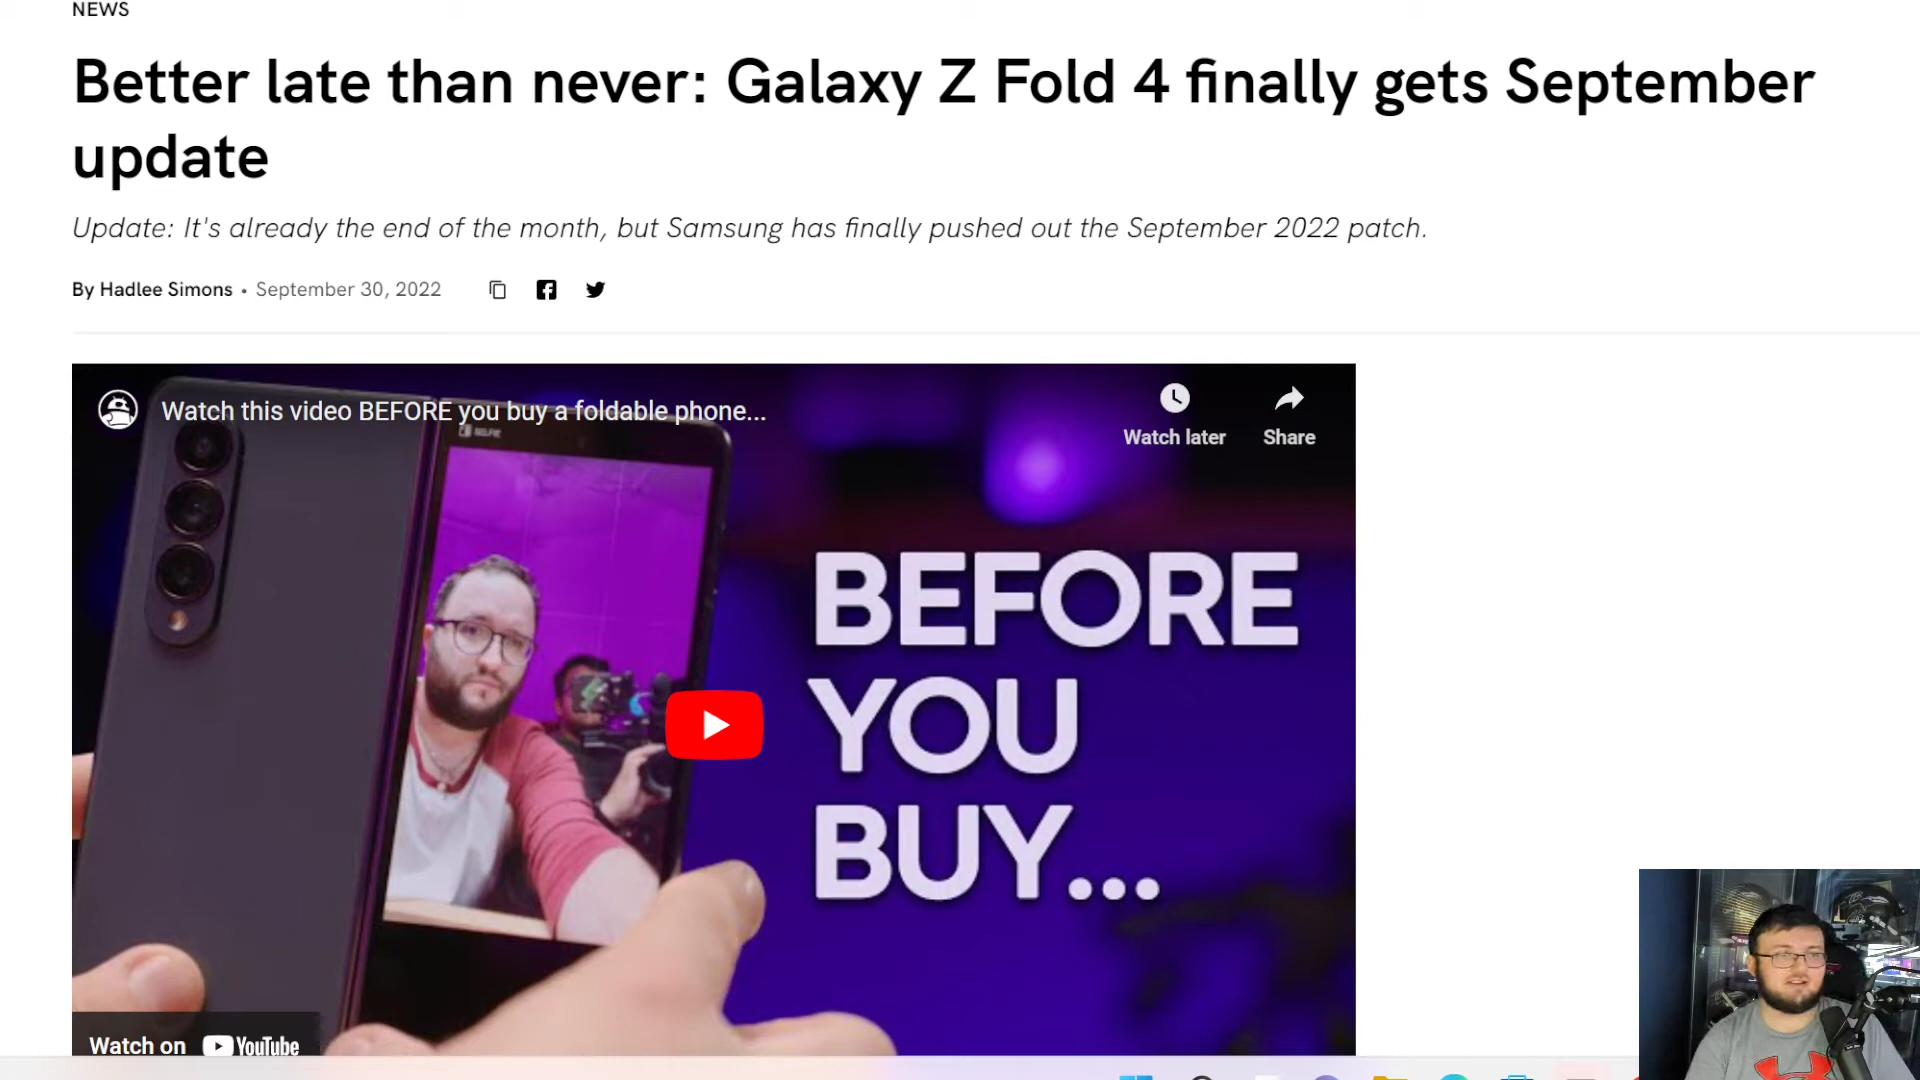 NEWS
Better late than never: Galaxy Z Fold 4 finally gets September
update
Update: It's already the end of the month, but Samsung has finally pushed out the September 2022 patch.
By Hadlee Simons • September 30, 2022
Watch this video BEFORE you buy a foldable phone...
Watch later
Share
BEFORE
YOU
BUY...
Watch on YouTube